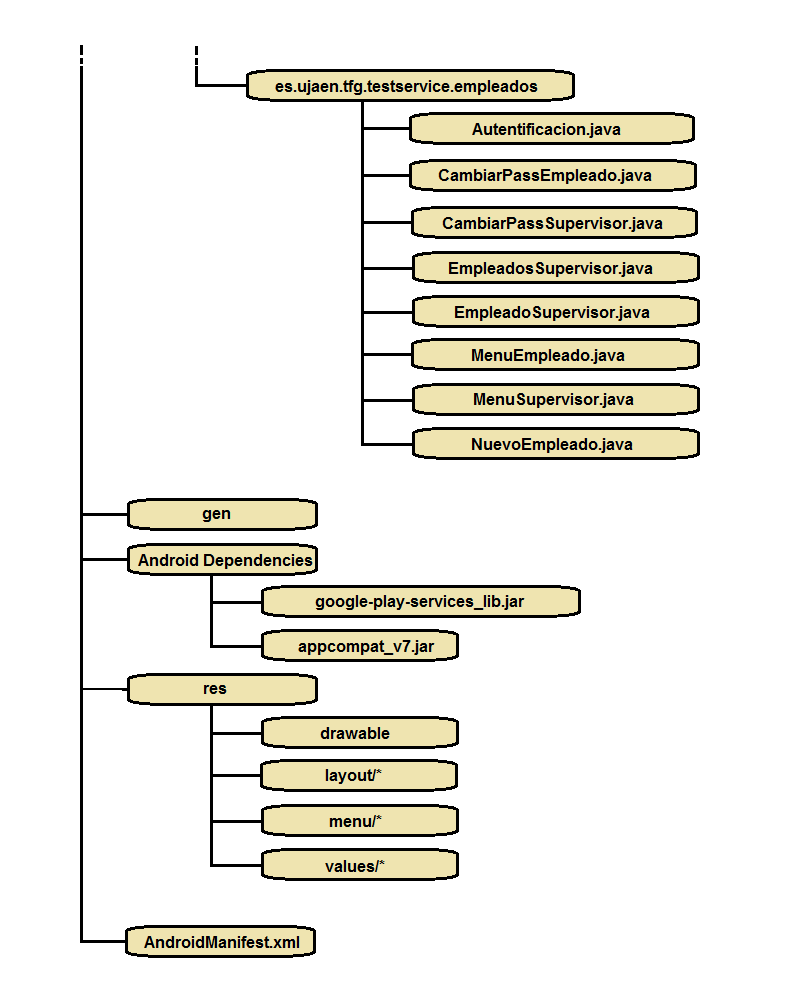 es.ujaen.tfg.testservice.empleados
Autentificacion.java
CambiarPassEmpleado.java
CambiarPassSupervisor.java
EmpleadosSupervisor.java
EmpleadoSupervisor.java
MenuEmpleado.java
MenuSupervisor.java
NuevoEmpleado.java
gen
Android Dependencies
google-play-services_lib.jar
appcompat_v7.jar
res
drawable
layout/*
menu/*
values/*
AndroidManifest.xml